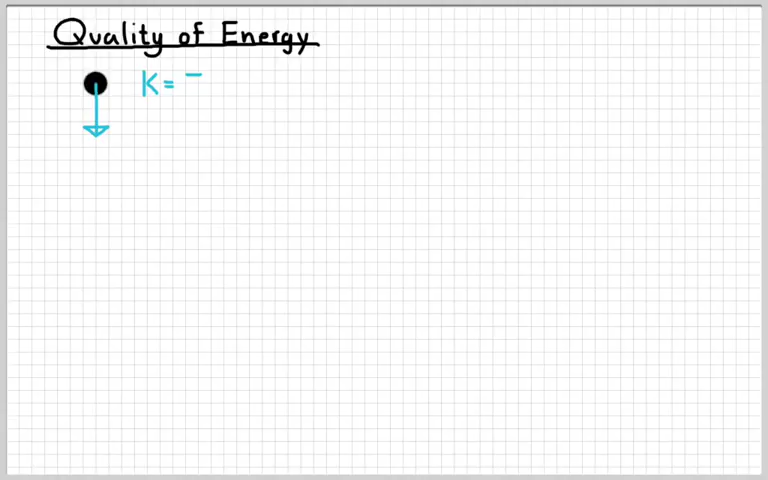 Quality of Energy
K =